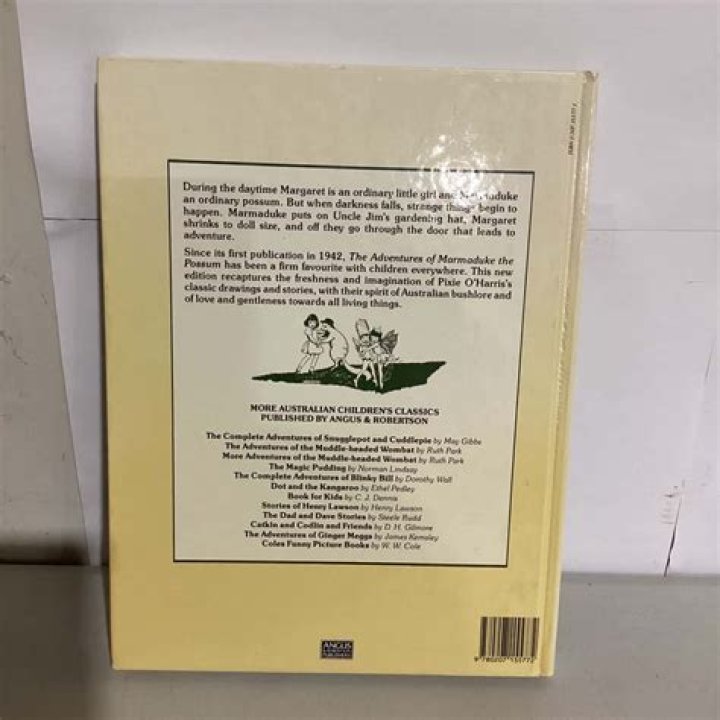 During the daytime Margaret is an ordinary little girl and Marmaduke
an ordinary possum. But when darkness falls, strange things begin to
happen. Marmaduke puts on Uncle Jim's gardening hat, Margaret
shrinks to doll size, and off they go through the door that leads to
adventure.
Since its first publication in 1942, The Adventures of Marmaduke the
Possum has been a firm favourite with children everywhere. This new
edition recaptures the freshness and imagination of Pixie O'Harris's
classic drawings and stories, with their spirit of Australian bushlore and
of love and gentleness towards all living things.
MORE AUSTRALIAN CHILDREN'S CLASSICS
PUBLISHED BY ANGUS & ROBERTSON
The Complete Adventures of Snugglepot and Cuddlepie by May Gibbs
The Adventures of the Muddle-headed Wombat by Ruth Park
More Adventures of the Muddle-headed Wombat by Ruth Park
The Magic Pudding by Norman Lindsay
The Complete Adventures of Blinky Bill by Dorothy Wall
Dot and the Kangaroo by Ethel Pedley
Book for Kids by C. J. Dennis
Stories of Henry Lawson by Henry Lawson
The Dad and Dave Stories by Steele Rudd
Catkin and Codlin and Friends by D. H. Gilmore
The Adventures of Ginger Meggs by James Kemsley
Coles Funny Picture Books by W. W. Cole
ANGUS
9 780207 155772